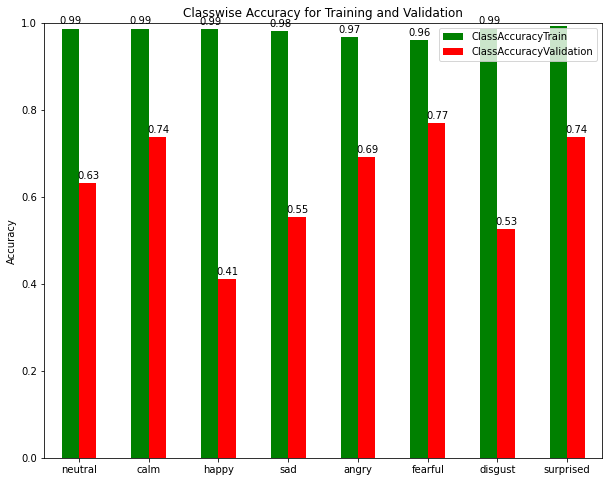 Classwise Accuracy for Training and Validation
0.99 0.99 0.99 0.98 0.97 0.96 0.99
ClassAccuracyTrain
ClassAccuracyValidation
0.63 0.74 0.41 0.55 0.69 0.77 0.53 0.74
Accuracy
1.0
0.8
0.6
0.4
0.2
0.0
neutral calm happy sad angry fearful disgust surprised